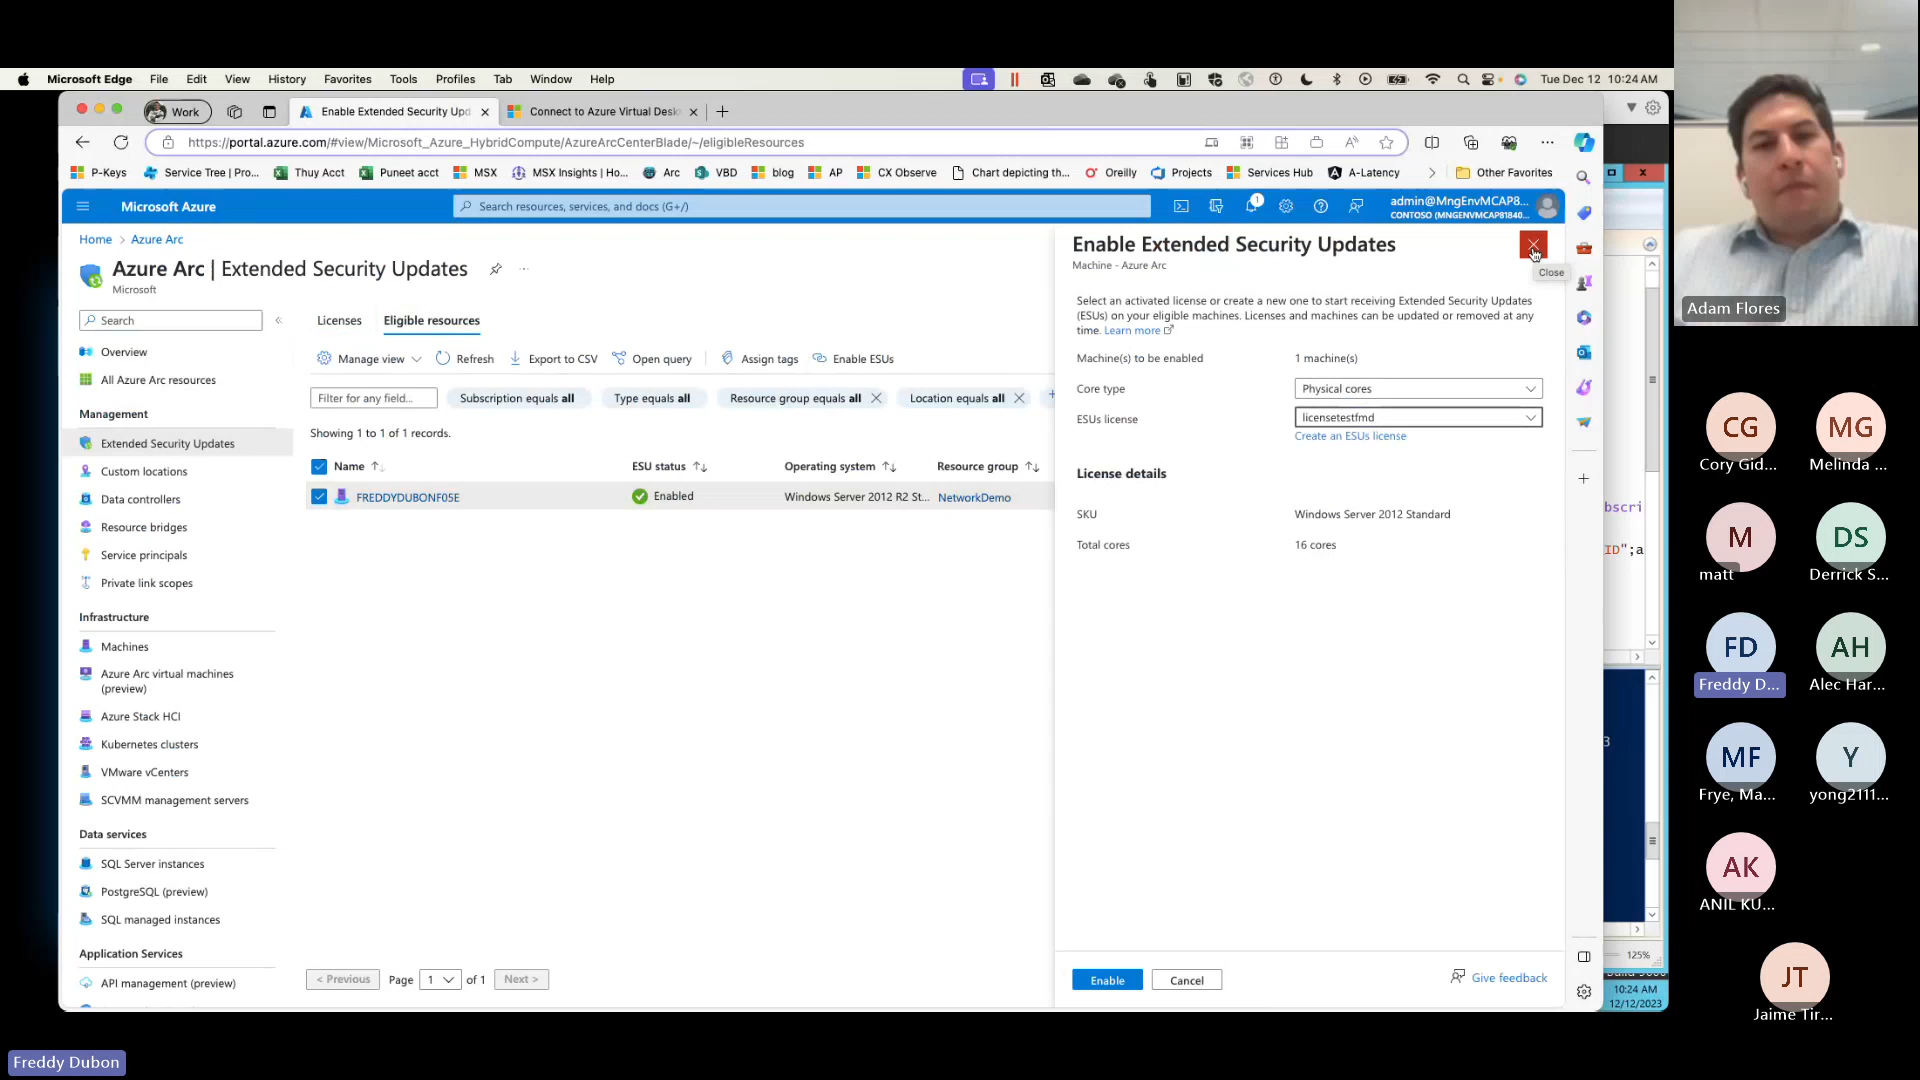 Microsoft Edge File Edit View History Favorites Tools Tab Window Help
Tue Dec 12 10:24 AM
Work
Enable Extended Security Upd
Connect to Azure Virtual Desk
https://portal.azure.com/#view/Microsoft_Azure_HybridCompute/AzureArcCenterBlade/~/eligibleResources
P-Keys Service Tree | Pro... Thuy Acct Puneet acct MSX MSX Insights | Ho... Arc VBD blog AP CX Observe Chart depicting th... Oreilly Projects Services Hub A-Latency Other Favorites
Microsoft Azure
Search resources, services, and docs (G+/)
1
admin@MngEnvMCAP8...
CONTOSO (MNGENVMCAP81840...
Home > Azure Arc
Azure Arc | Extended Security Updates
Microsoft
Search
Overview
All Azure Arc resources
Management
Extended Security Updates
Custom locations
Data controllers
Resource bridges
Service principals
Private link scopes
Infrastructure
Machines
Azure Arc virtual machines
(preview)
Azure Stack HCI
Kubernetes clusters
VMware vCenters
SCVMM management servers
Data services
SQL Server instances
PostgreSQL (preview)
SQL managed instances
Application Services
API management (preview)
Licenses Eligible resources
Manage view Refresh Export to CSV Open query Assign tags Enable ESUs
Filter for any field... Subscription equals all Type equals all Resource group equals all Location equals all
Showing 1 to 1 of 1 records.
Name ESU status Operating system Resource group
FREDDYDUBONF05E Enabled Windows Server 2012 R2 St... NetworkDemo
< Previous Page 1 of 1 Next >
Enable Extended Security Updates
Machine - Azure Arc
Close
Select an activated license or create a new one to start receiving Extended Security Updates
(ESUs) on your eligible machines. Licenses and machines can be updated or removed at any
time. Learn more
Machine(s) to be enabled 1 machine(s)
Core type Physical cores
ESUs license licensetestfmd
Create an ESUs license
License details
SKU Windows Server 2012 Standard
Total cores 16 cores
Enable Cancel
Give feedback
bscri
ID";a
3
125%
10:24 AM
12/12/2023
Adam Flores
CG
Cory Gid...
MG
Melinda ...
M
matt
DS
Derrick S...
FD
Freddy D...
AH
Alec Har...
MF
Frye, Ma...
Y
yong2111...
AK
ANIL KU...
JT
Jaime Tir...
Freddy Dubon